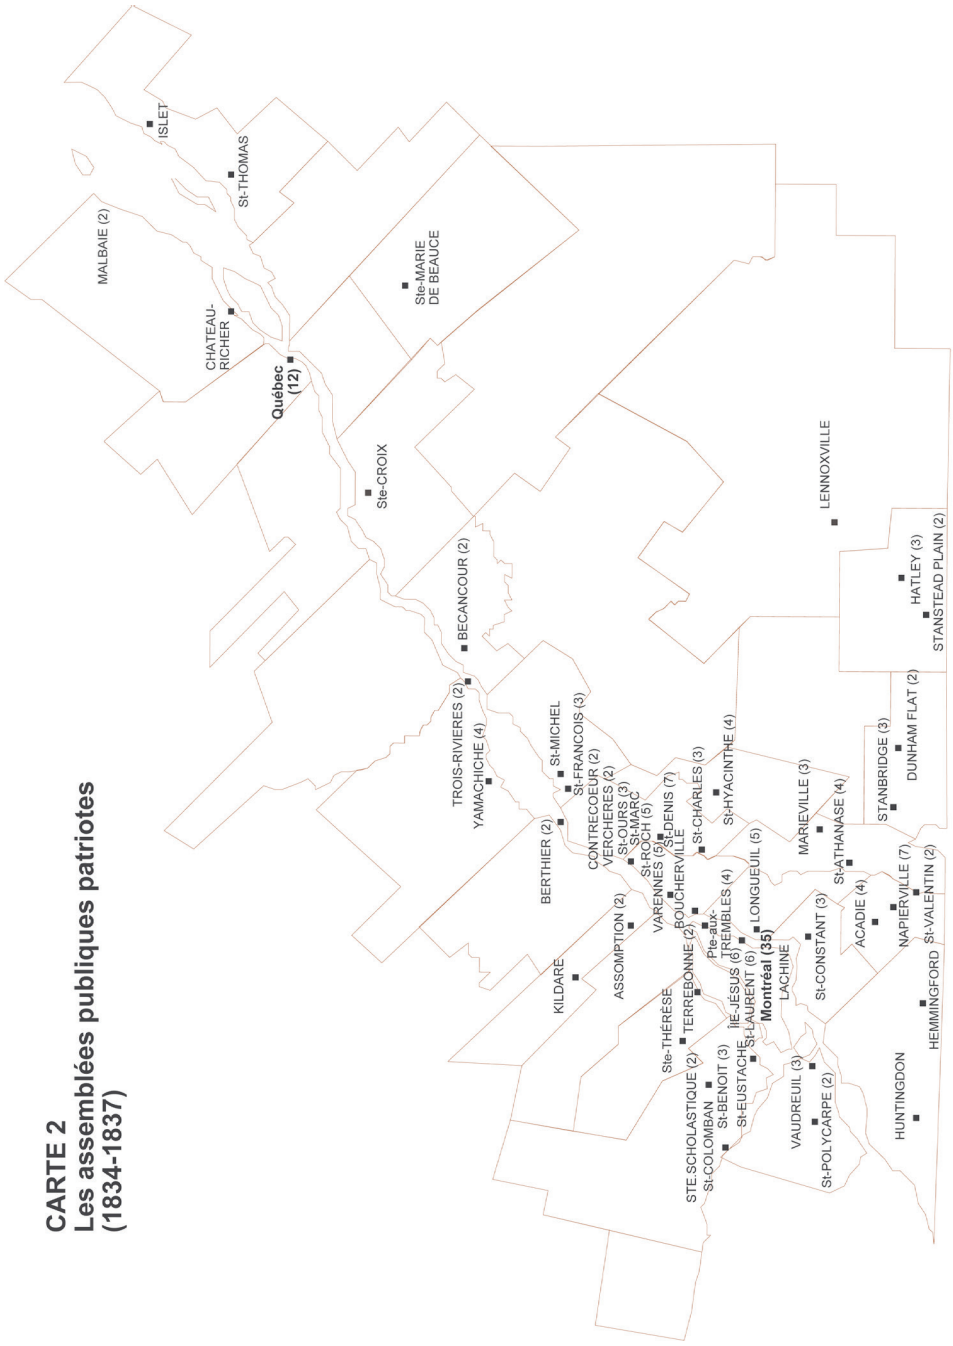 CARTE 2
Les assemblées publiques patriotes
(1834-1837)
MALBAIE (2)
ISLET
CHATEAU-
RICHER
St-THOMAS
Québec
(12)
Ste-CROIX
Ste-MARIE
DE BEAUCE
TROIS-RIVIERES (2)
BECANCOUR (2)
YAMACHICHE (4)
BERTHIER (2)
St-MICHEL
KILDARE
St-FRANCOIS (3)
CONTRECOEUR (2)
VERCHERES (2)
ASSOMPTION (2)
St-OURS (3)
St-MARC
St-ROCH (5)
VARENNES (5)
St-DENIS (7)
Ste-THÉRÈSE
BOUCHERVILLE
TERREBONNE (2)
STE.SCHOLASTIQUE (2)
St-CHARLES (3)
St-COLOMBAN
Pte-aux-
TREMBLES (4)
St-BENOIT (3)
St-HYACINTHE (4)
ÎlE-JÉSUS (6)
St-EUSTACHE
St-LAURENT (6)
LONGUEUIL (5)
Montréal (35)
LACHINE
VAUDREUIL (3)
MARIEVILLE (3)
LENNOXVILLE
St-CONSTANT (3)
St-POLYCARPE (2)
St-ATHANASE (4)
ACADIE (4)
STANBRIDGE (3)
HUNTINGDON
NAPIERVILLE (7)
DUNHAM FLAT (2)
HATLEY (3)
HEMMINGFORD
St-VALENTIN (2)
STANSTEAD PLAIN (2)